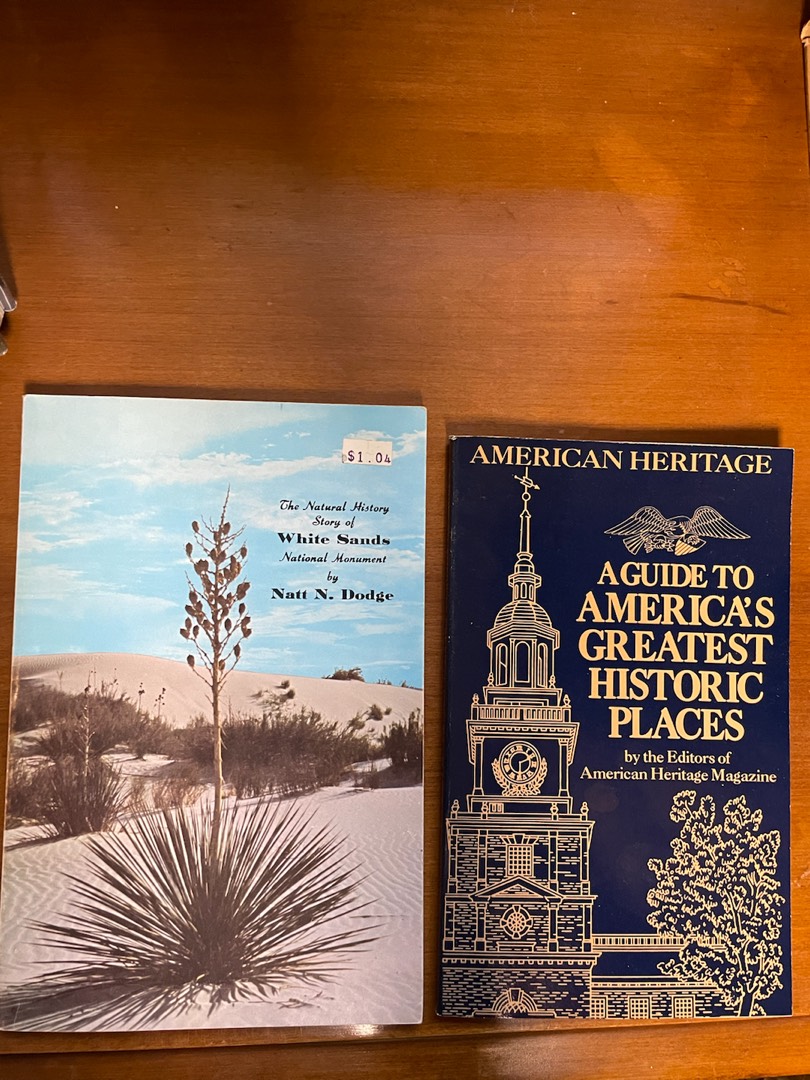 $1.04
The Natural History
Story of
White Sands
National Monument
by
Natt N. Dodge
AMERICAN HERITAGE
A GUIDE TO
AMERICA'S
GREATEST
HISTORIC
PLACES
by the Editors of
American Heritage Magazine